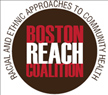 RACIAL AND ETHNIC APPROACHES TO COMMUNITY HEALTH
BOSTON
REACH
COALITION